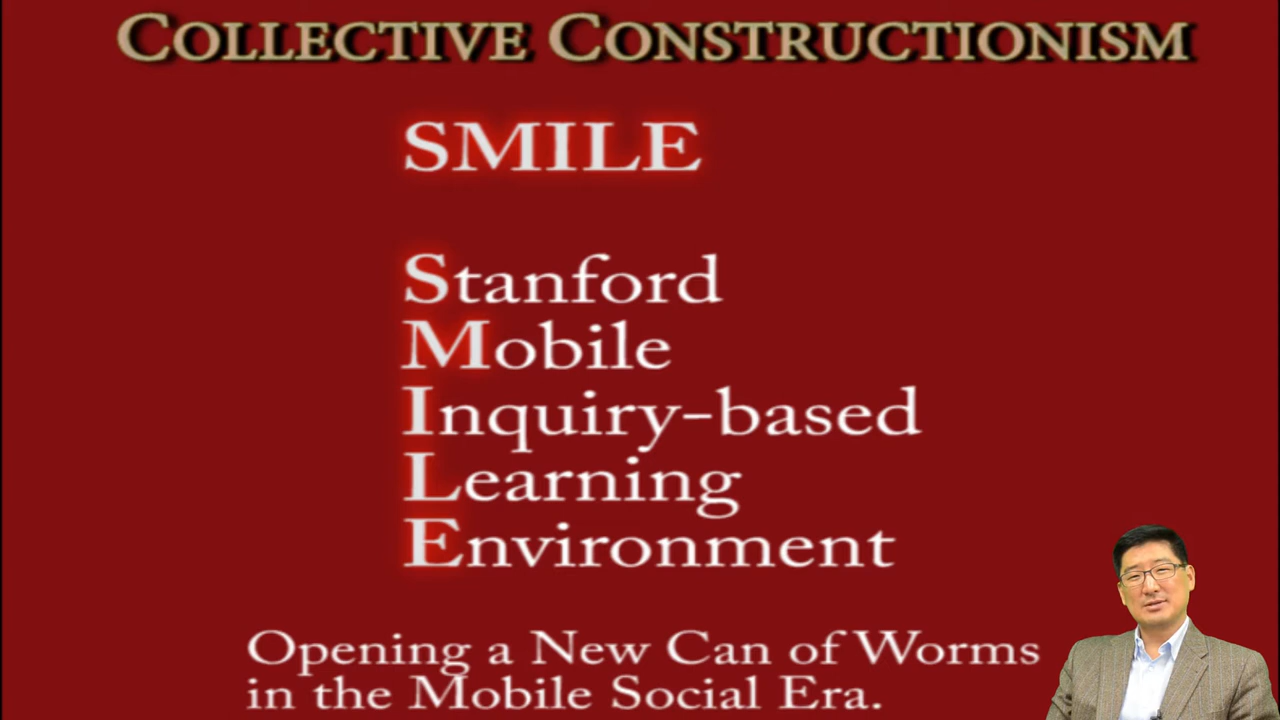 COLLECTIVE CONSTRUCTIONISM
SMILE
Stanford
Mobile
Inquiry-based
Learning
Environment
Opening a New Can of Worms
in the Mobile Social Era.